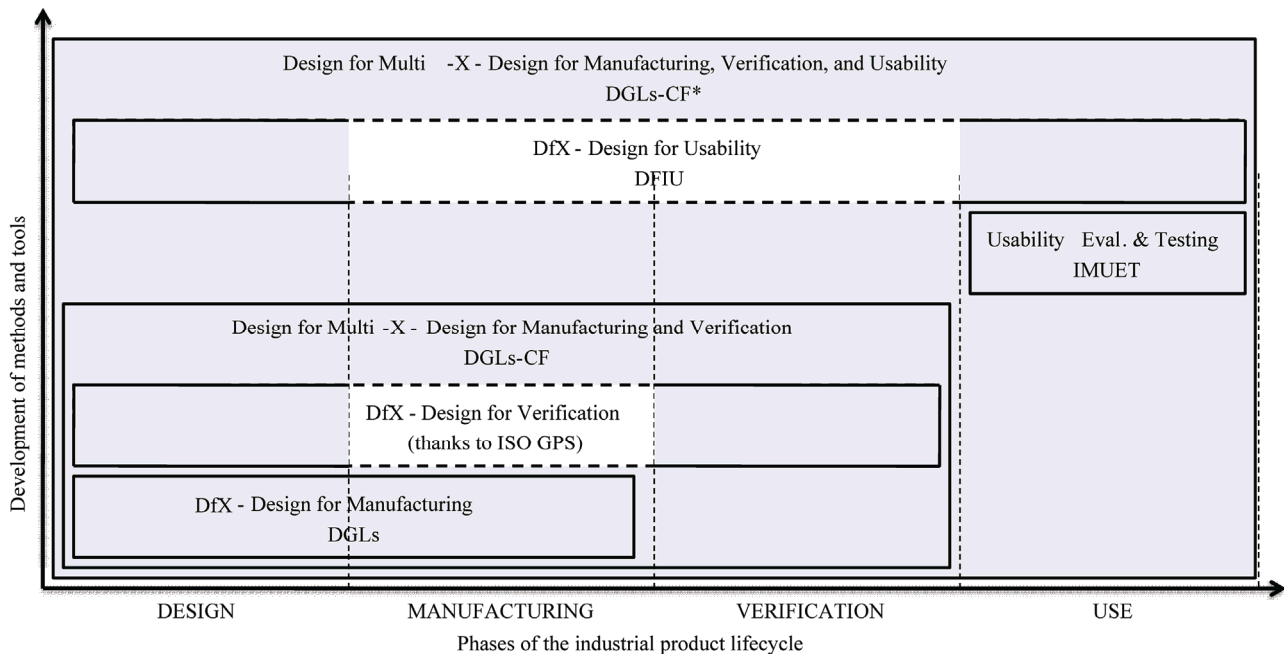 Design for Multi -X - Design for Manufacturing, Verification, and Usability
DGLs-CF*
DfX - Design for Usability
DFIU
Usability Eval. & Testing
IMUET
Design for Multi -X - Design for Manufacturing and Verification
DGLs-CF
DfX - Design for Verification
(thanks to ISO GPS)
DfX - Design for Manufacturing
DGLs
Development of methods and tools
DESIGN MANUFACTURING VERIFICATION USE
Phases of the industrial product lifecycle